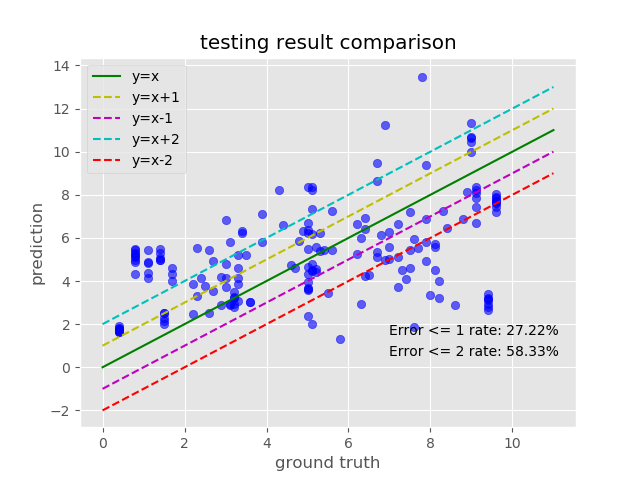 testing result comparison
y=x
y=x+1
y=x-1
y=x+2
y=x-2
14
12
10
8
6
4
2
0
−2
prediction
Error <= 1 rate: 27.22%
Error <= 2 rate: 58.33%
0 2 4 6 8 10
ground truth